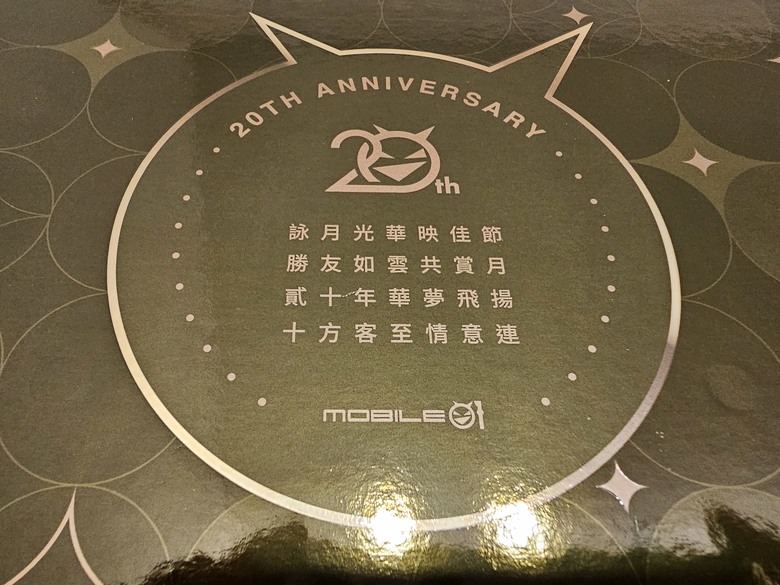 20TH ANNIVERSARY
20th
詠月光華映佳節
勝友如雲共賞月
貳十年華夢飛揚
十方客至情意連
MOBILE01